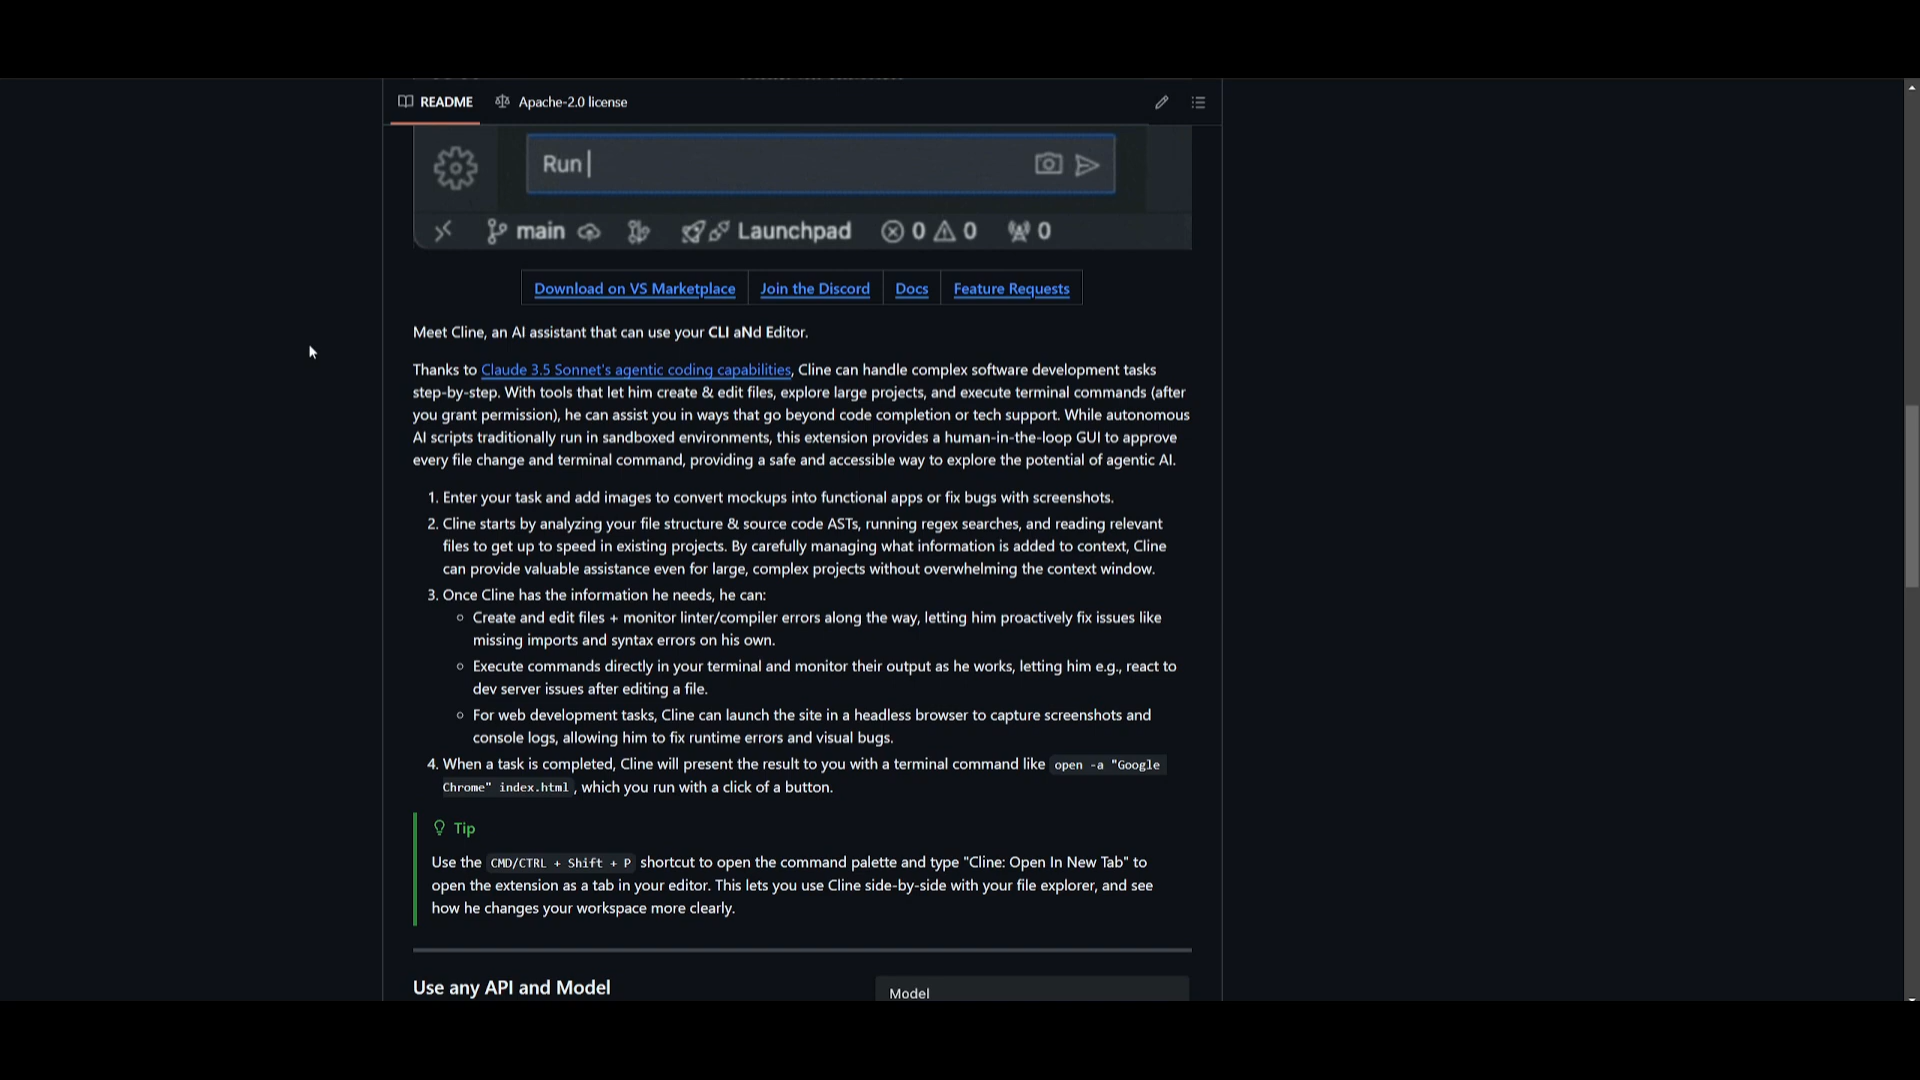 README Apache-2.0 license
Run
main Launchpad 0 0 0
Download on VS Marketplace Join the Discord Docs Feature Requests
Meet Cline, an AI assistant that can use your CLI aNd Editor.
Thanks to Claude 3.5 Sonnet's agentic coding capabilities, Cline can handle complex software development tasks
step-by-step. With tools that let him create & edit files, explore large projects, and execute terminal commands (after
you grant permission), he can assist you in ways that go beyond code completion or tech support. While autonomous
AI scripts traditionally run in sandboxed environments, this extension provides a human-in-the-loop GUI to approve
every file change and terminal command, providing a safe and accessible way to explore the potential of agentic AI.
1. Enter your task and add images to convert mockups into functional apps or fix bugs with screenshots.
2. Cline starts by analyzing your file structure & source code ASTs, running regex searches, and reading relevant
files to get up to speed in existing projects. By carefully managing what information is added to context, Cline
can provide valuable assistance even for large, complex projects without overwhelming the context window.
3. Once Cline has the information he needs, he can:
Create and edit files + monitor linter/compiler errors along the way, letting him proactively fix issues like
missing imports and syntax errors on his own.
Execute commands directly in your terminal and monitor their output as he works, letting him e.g., react to
dev server issues after editing a file.
For web development tasks, Cline can launch the site in a headless browser to capture screenshots and
console logs, allowing him to fix runtime errors and visual bugs.
4. When a task is completed, Cline will present the result to you with a terminal command like open -a "Google
Chrome" index.html , which you run with a click of a button.
Tip
Use the CMD/CTRL + Shift + P shortcut to open the command palette and type "Cline: Open In New Tab" to
open the extension as a tab in your editor. This lets you use Cline side-by-side with your file explorer, and see
how he changes your workspace more clearly.
Use any API and Model
Model